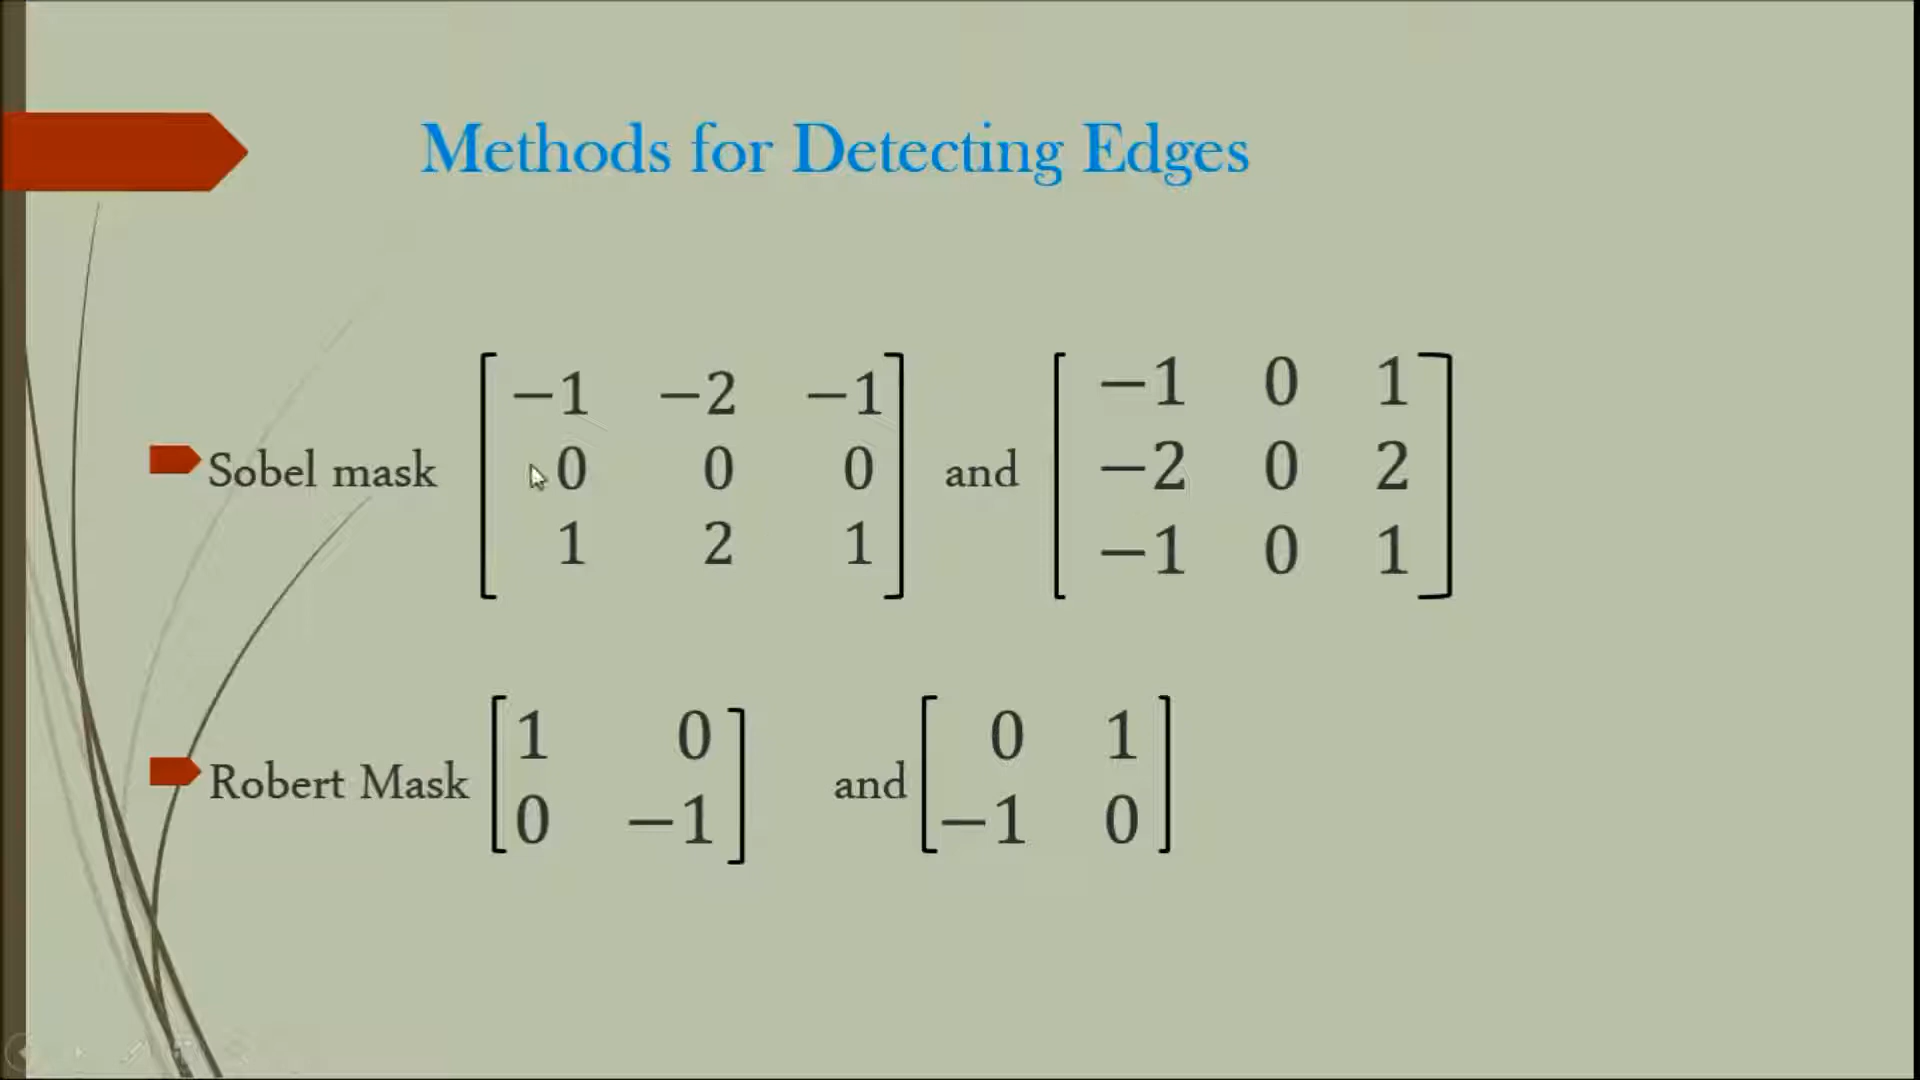 Methods for Detecting Edges
Sobel mask [−1 −2 −1
0 0 0
1 2 1] and [−1 0 1
−2 0 2
−1 0 1]
Robert Mask [1 0
0 −1] and [0 1
−1 0]